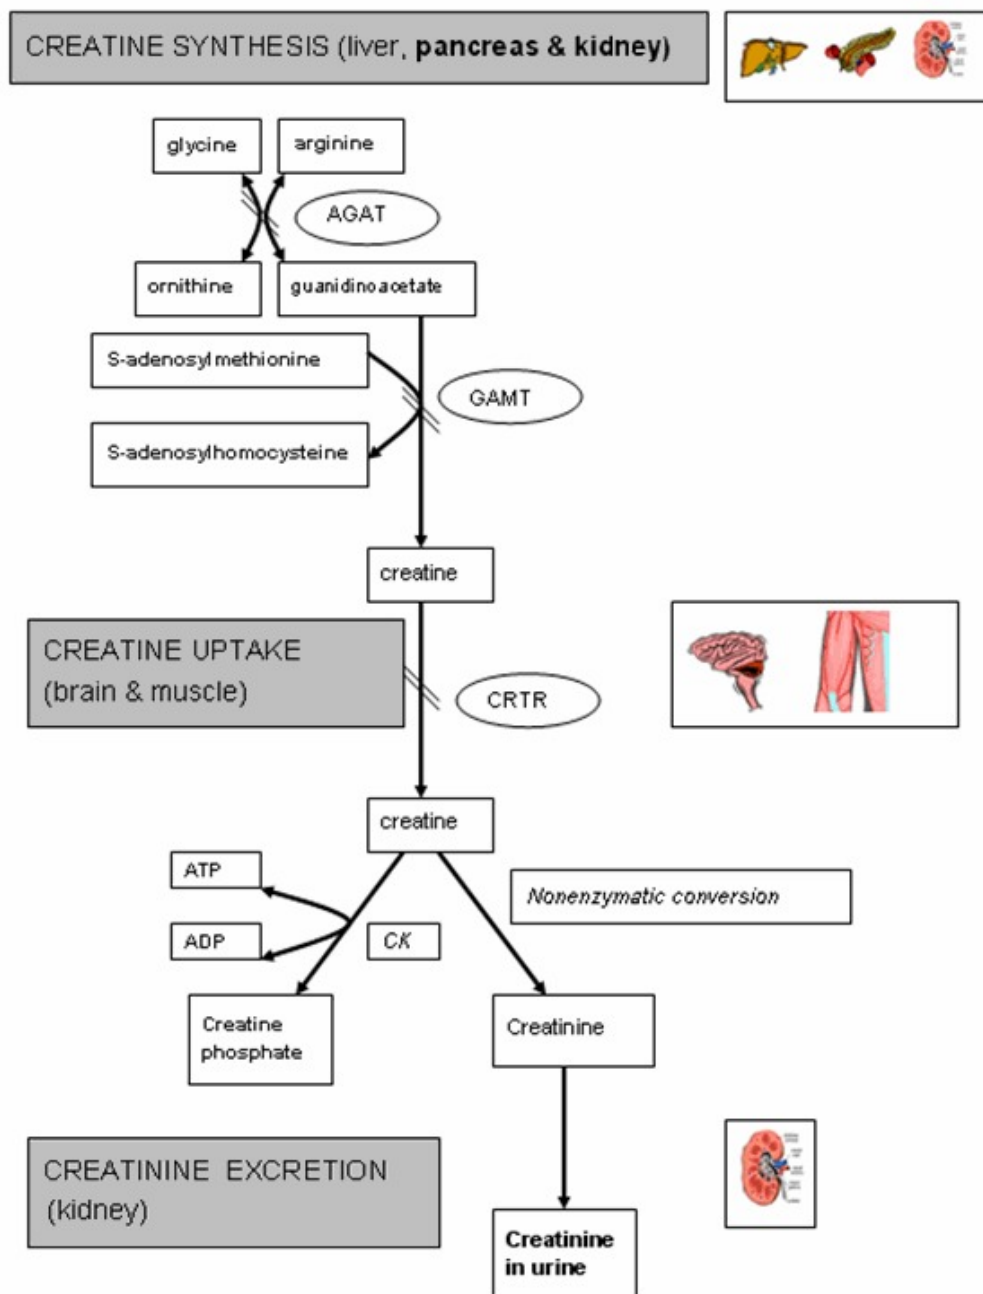 CREATINE SYNTHESIS (liver, pancreas & kidney)
glycine
arginine
AGAT
ornithine
guanidinoacetate
S-adenosylmethionine
GAMT
S-adenosylhomocysteine
creatine
CREATINE UPTAKE
(brain & muscle)
CRTR
creatine
ATP
Nonenzymatic conversion
ADP
CK
Creatine
phosphate
Creatinine
CREATININE EXCRETION
(kidney)
Creatinine
in urine